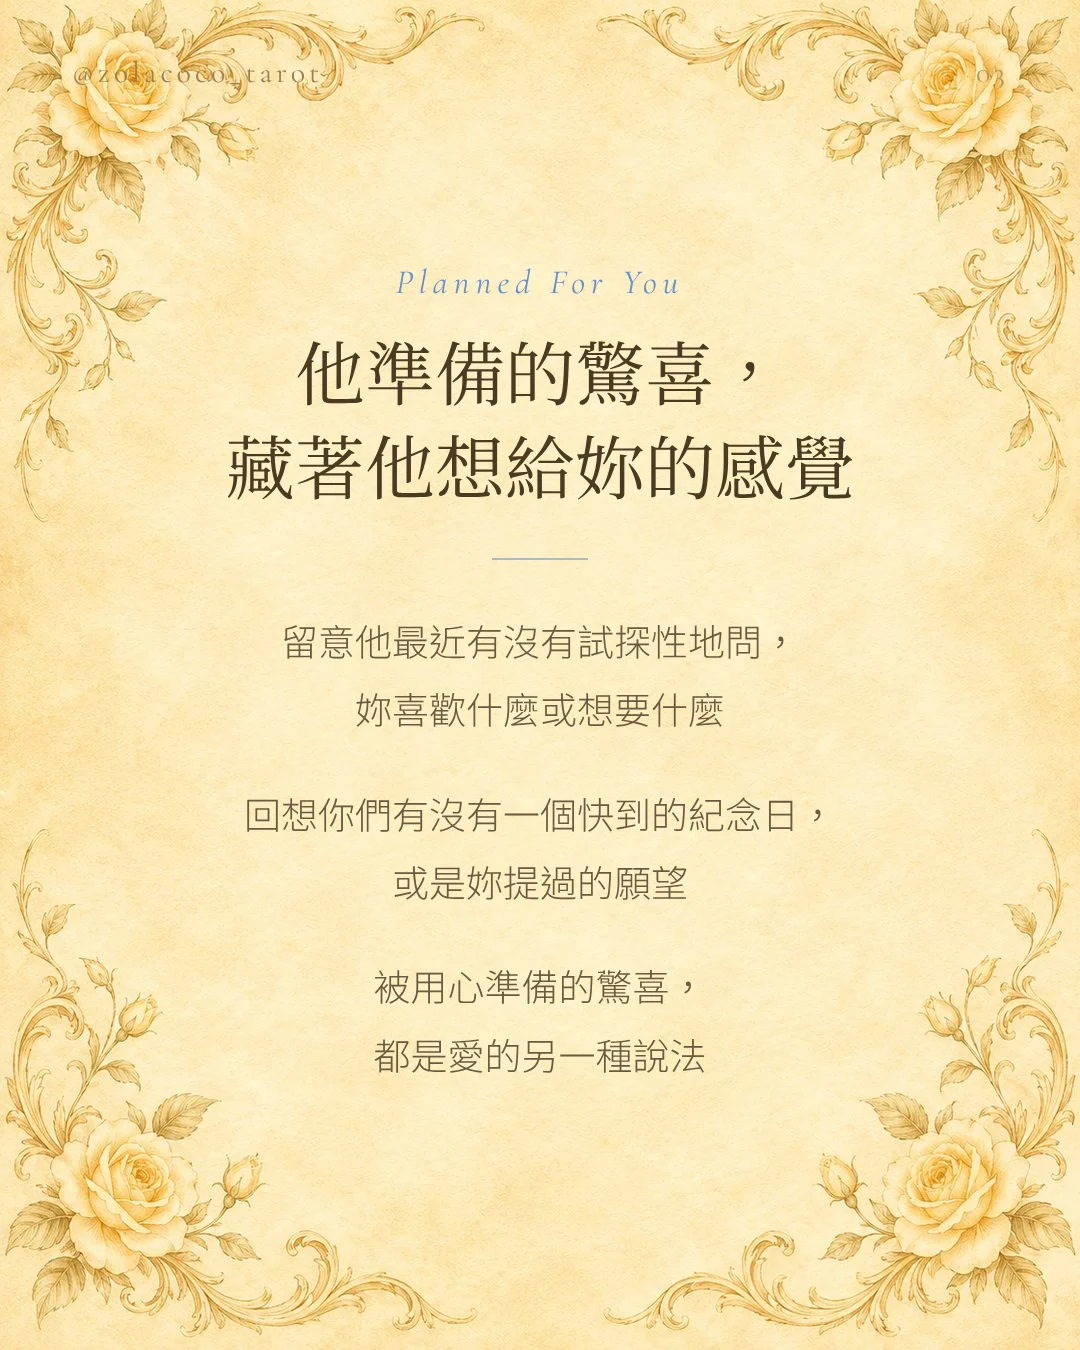 @zolacoco_tarot
03
Planned For You
他準備的驚喜，
藏著他想給妳的感覺
留意他最近有沒有試探性地問，
妳喜歡什麼或想要什麼
回想你們有沒有一個快到的紀念日，
或是妳提過的願望
被用心準備的驚喜，
都是愛的另一種說法